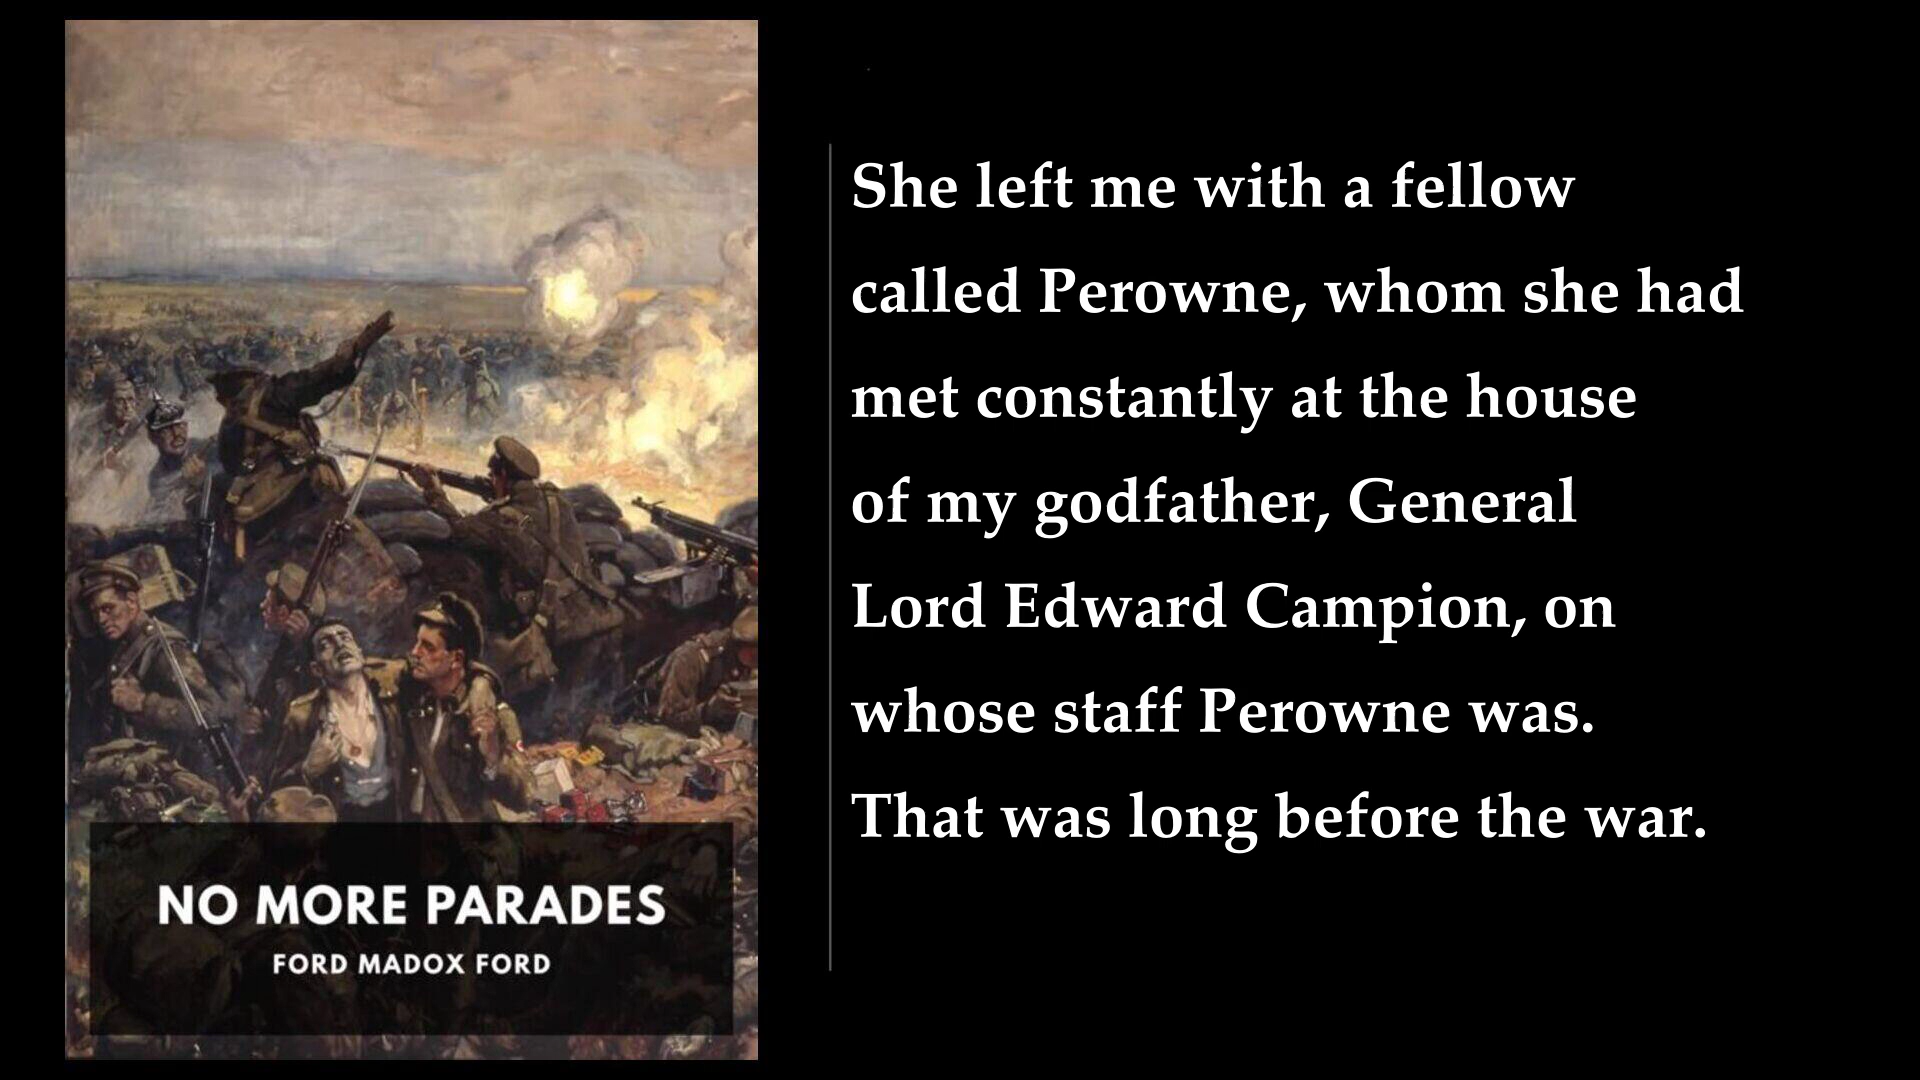 NO MORE PARADES
FORD MADOX FORD
She left me with a fellow
called Perowne, whom she had
met constantly at the house
of my godfather, General
Lord Edward Campion, on
whose staff Perowne was.
That was long before the war.